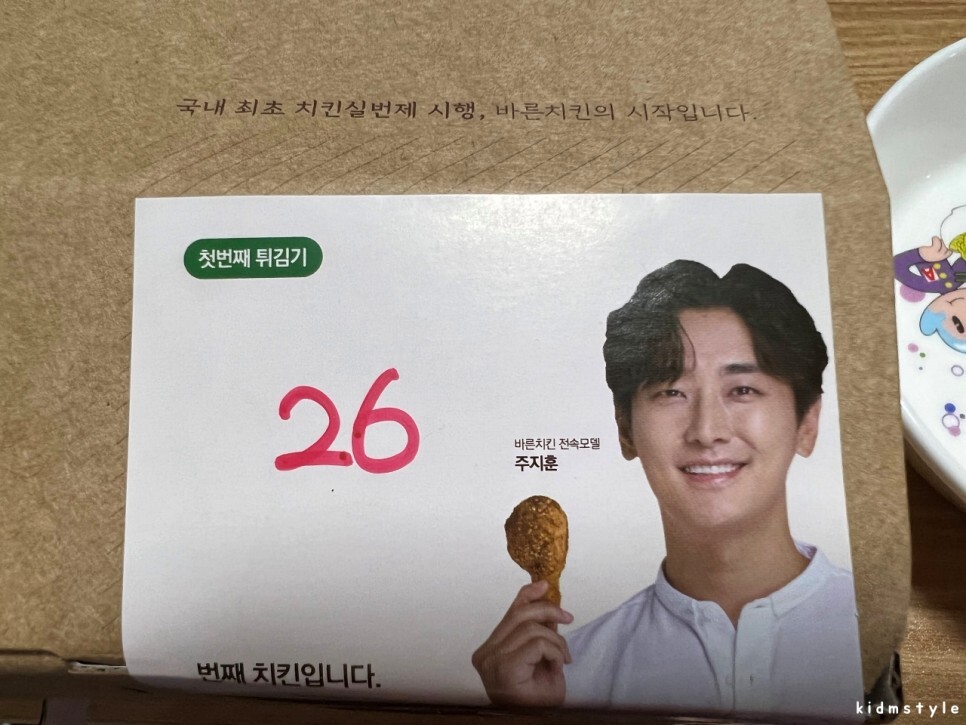 국내 최초 치킨실번제 시행, 바른치킨의 시작입니다.
첫번째 튀김기
26
바른치킨 전속모델
주지훈
번째 치킨입니다.
kidmstyle